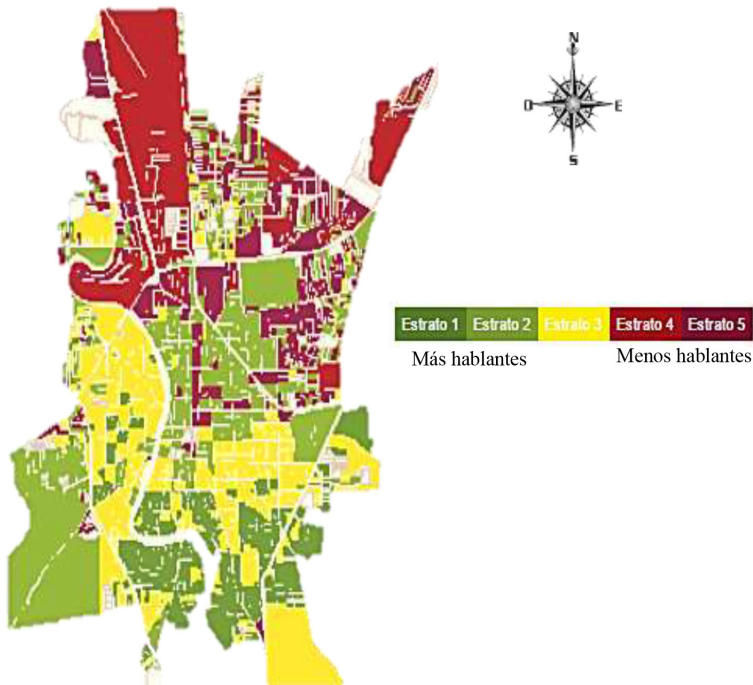 N
O E
S
Estrato 1 Estrato 2 Estrato 3 Estrato 4 Estrato 5
Más hablantes Menos hablantes